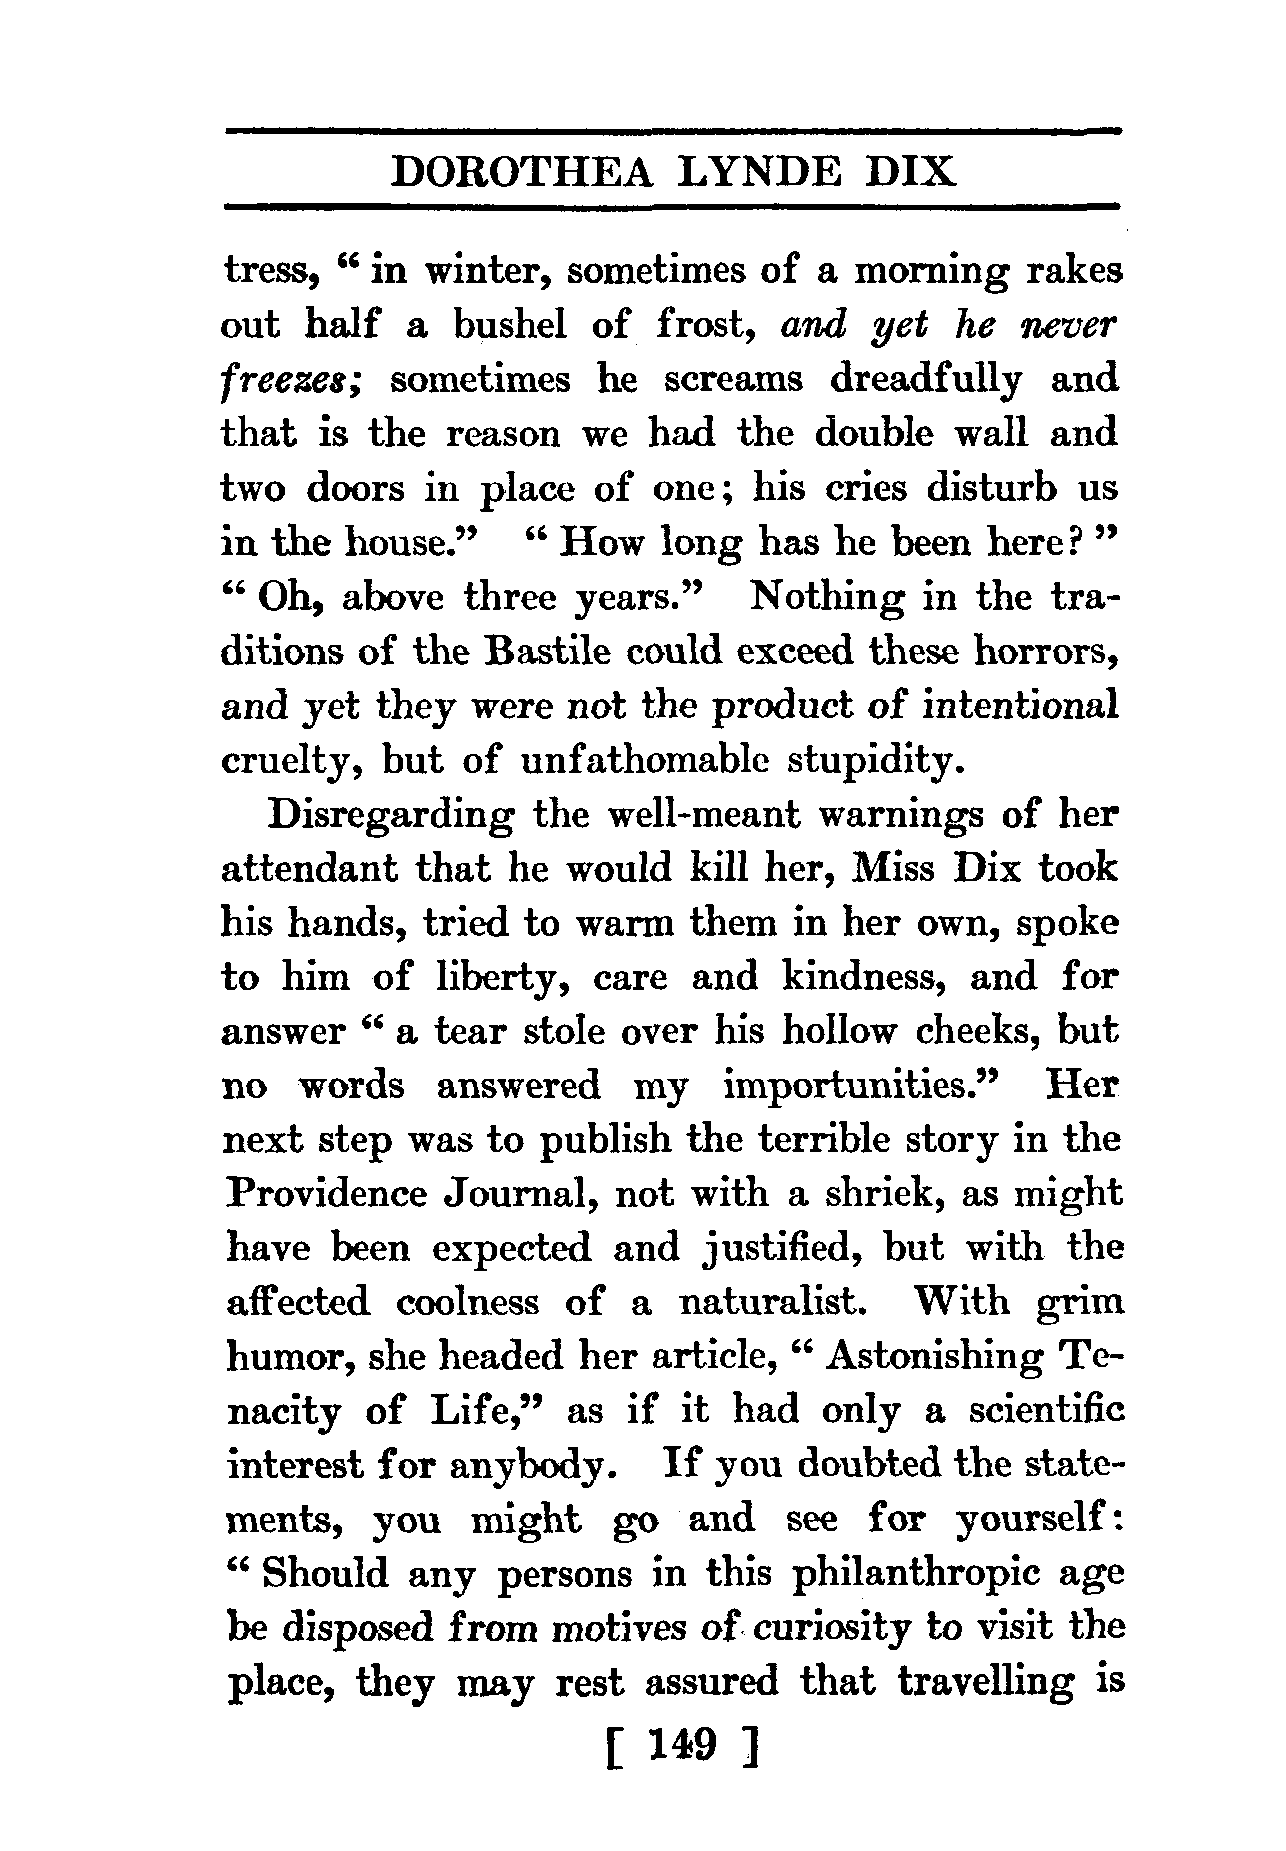 DOROTHEA LYNDE DIX
tress, “ in winter, sometimes of a morning rakes
out half a bushel of frost, and yet he never
freezes; sometimes he screams dreadfully and
that is the reason we had the double wall and
two doors in place of one; his cries disturb us
in the house.” “ How long has he been here? ”
“ Oh, above three years.” Nothing in the tra-
ditions of the Bastile could exceed these horrors,
and yet they were not the product of intentional
cruelty, but of unfathomable stupidity.
Disregarding the well-meant warnings of her
attendant that he would kill her, Miss Dix took
his hands, tried to warm them in her own, spoke
to him of liberty, care and kindness, and for
answer “ a tear stole over his hollow cheeks, but
no words answered my importunities.” Her
next step was to publish the terrible story in the
Providence Journal, not with a shriek, as might
have been expected and justified, but with the
affected coolness of a naturalist. With grim
humor, she headed her article, “ Astonishing Te-
nacity of Life,” as if it had only a scientific
interest for anybody. If you doubted the state-
ments, you might go and see for yourself:
“ Should any persons in this philanthropic age
be disposed from motives of curiosity to visit the
place, they may rest assured that travelling is
[ 149 ]